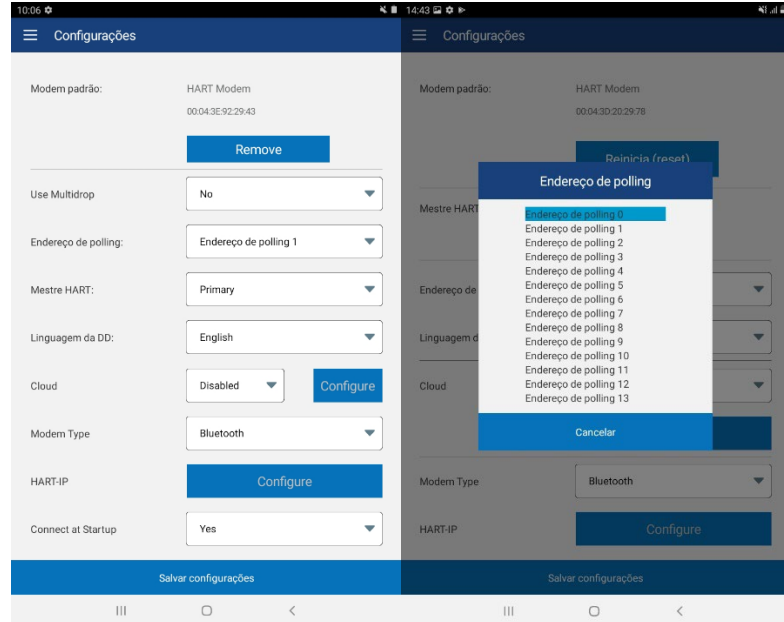 10:06
Configurações
Modem padrão:
HART Modem
00:04:3E:92:29:43
Remove
Use Multidrop
No
Endereço de polling:
Endereço de polling 1
Mestre HART:
Primary
Linguagem da DD:
English
Cloud
Disabled
Configure
Modem Type
Bluetooth
HART-IP
Configure
Connect at Startup
Yes
Salvar configurações
14:43
Configurações
Modem padrão:
HART Modem
00:04:3D:20:29:78
Reinicia (reset)
Mestre HART
Endereço de
Linguagem d
Cloud
Endereço de polling
Endereço de polling 0
Endereço de polling 1
Endereço de polling 2
Endereço de polling 3
Endereço de polling 4
Endereço de polling 5
Endereço de polling 6
Endereço de polling 7
Endereço de polling 8
Endereço de polling 9
Endereço de polling 10
Endereço de polling 11
Endereço de polling 12
Endereço de polling 13
Cancelar
Modem Type
Bluetooth
HART-IP
Configure
Salvar configurações